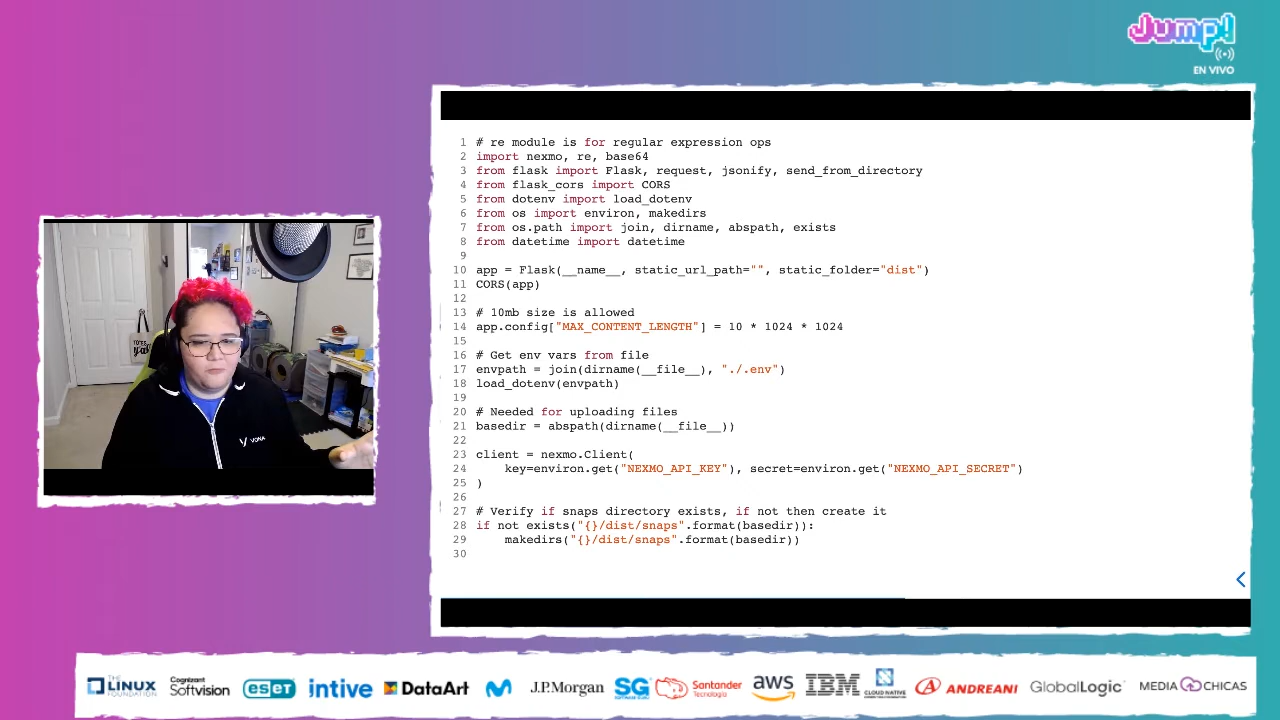 Jump!
EN VIVO
1 # re module is for regular expression ops
2 import nexmo, re, base64
3 from flask import Flask, request, jsonify, send_from_directory
4 from flask_cors import CORS
5 from dotenv import load_dotenv
6 from os import environ, makedirs
7 from os.path import join, dirname, abspath, exists
8 from datetime import datetime
9
10 app = Flask(__name__, static_url_path="", static_folder="dist")
11 CORS(app)
12
13 # 10mb size is allowed
14 app.config["MAX_CONTENT_LENGTH"] = 10 * 1024 * 1024
15
16 # Get env vars from file
17 envpath = join(dirname(__file__), "./.env")
18 load_dotenv(envpath)
19
20 # Needed for uploading files
21 basedir = abspath(dirname(__file__))
22
23 client = nexmo.Client(
24     key=environ.get("NEXMO_API_KEY"), secret=environ.get("NEXMO_API_SECRET")
25 )
26
27 # Verify if snaps directory exists, if not then create it
28 if not exists("{}/dist/snaps".format(basedir)):
29     makedirs("{}/dist/snaps".format(basedir))
30
VONA
THE LINUX FOUNDATION
Cognizant Softvision
eseT
intive
DataArt
J.P.Morgan
SG SOFTWARE GURU
Santander Tecnología
aws
IBM
CLOUD NATIVE
ANDREANI
GlobalLogic
MEDIA CHICAS